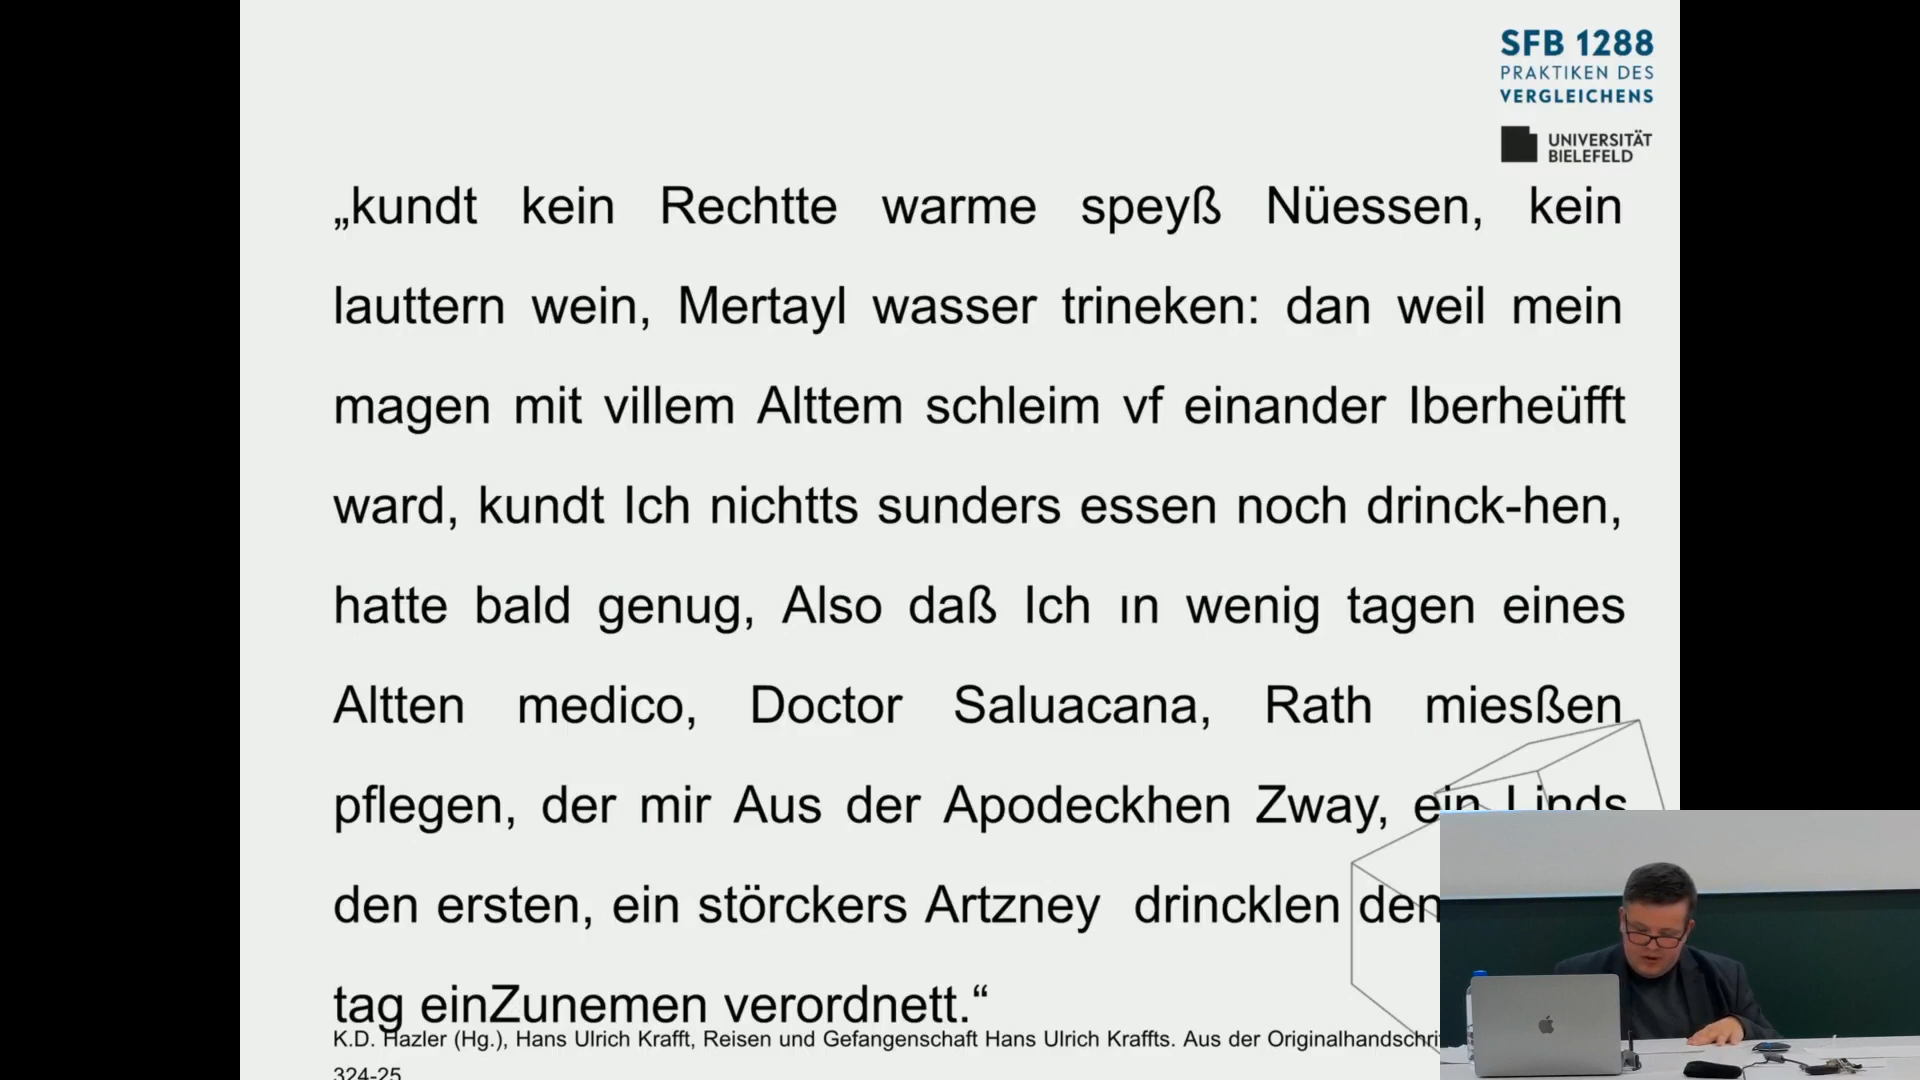 SFB 1288
PRAKTIKEN DES
VERGLEICHENS
UNIVERSITÄT
BIELEFELD
„kundt kein Rechtte warme speyß Nüessen, kein
lauttern wein, Mertayl wasser trineken: dan weil mein
magen mit villem Alttem schleim vf einander Iberheüfft
ward, kundt Ich nichtts sunders essen noch drinck-hen,
hatte bald genug, Also daß Ich ın wenig tagen eines
Altten medico, Doctor Saluacana, Rath miesßen
pflegen, der mir Aus der Apodeckhen Zway, ein Linds
den ersten, ein störckers Artzney drincklen den
tag einZunemen verordnett.“
K.D. Hazler (Hg.), Hans Ulrich Krafft, Reisen und Gefangenschaft Hans Ulrich Kraffts. Aus der
324-25